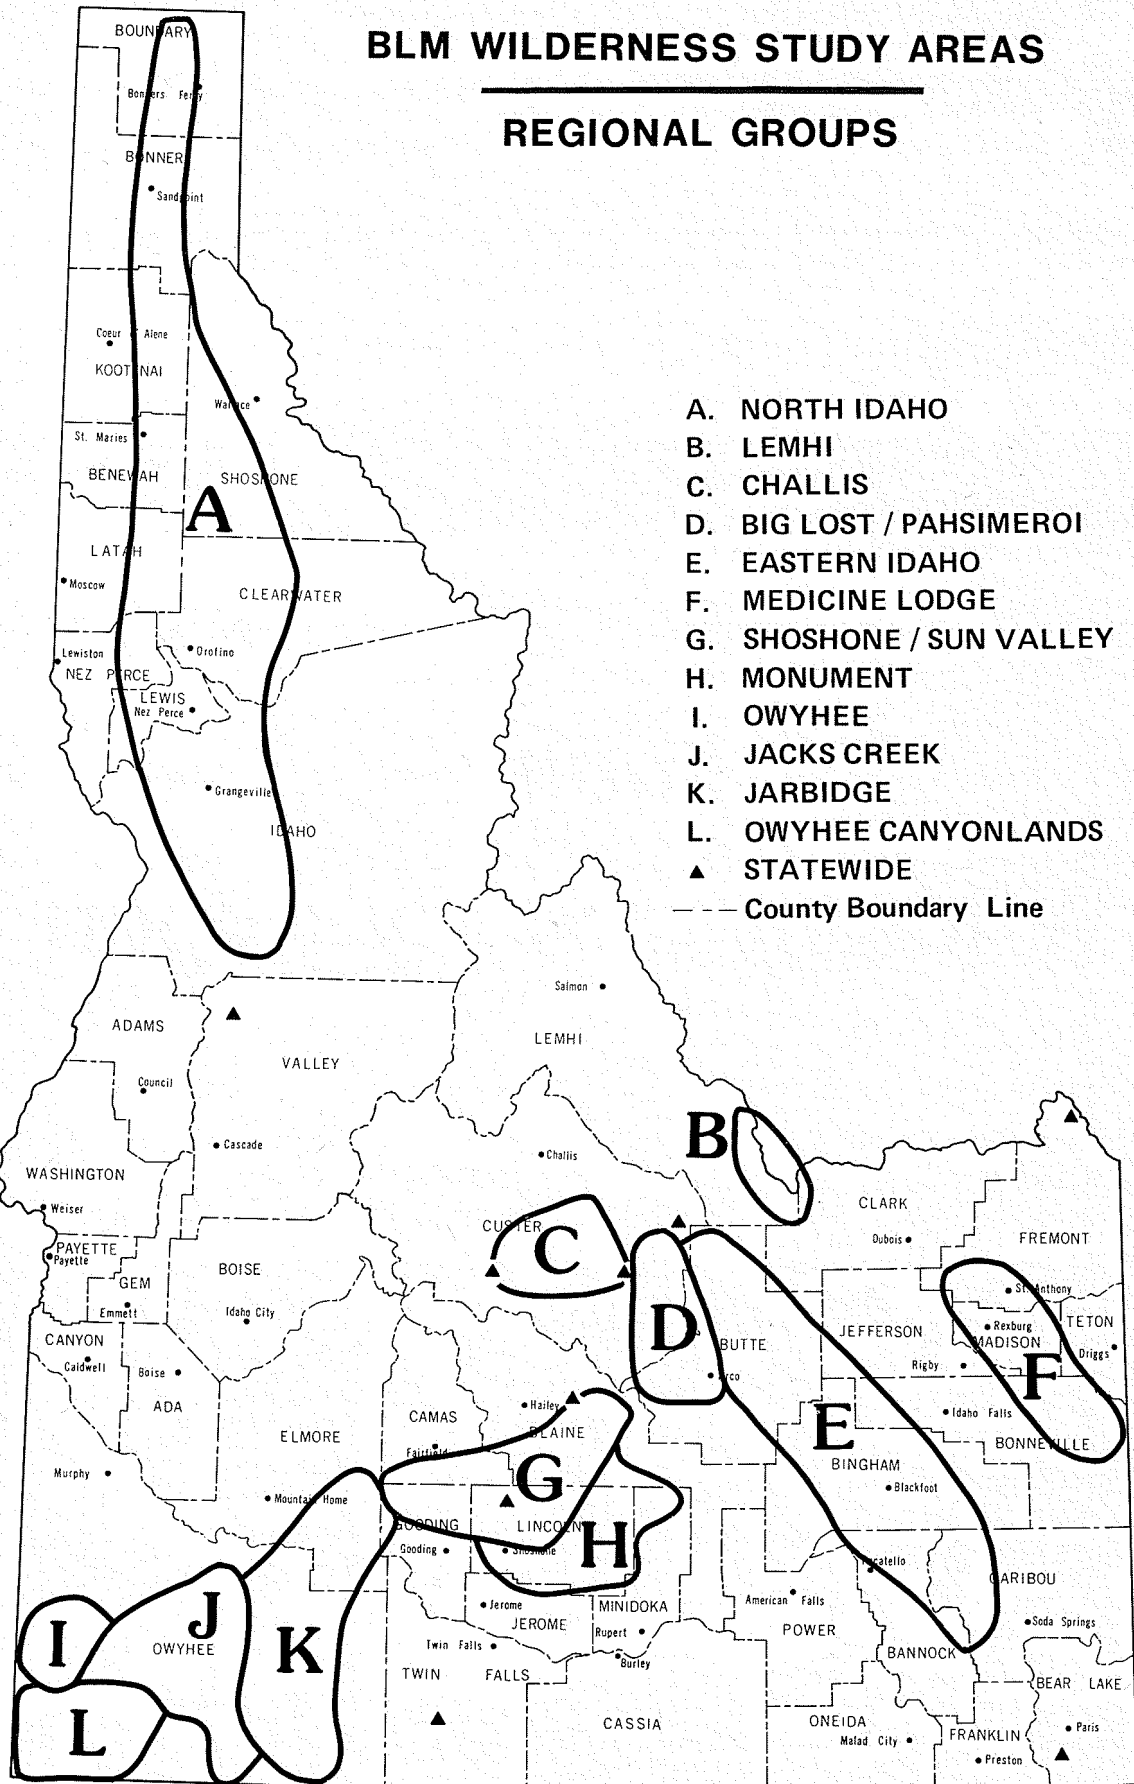 BLM WILDERNESS STUDY AREAS
REGIONAL GROUPS
A. NORTH IDAHO
B. LEMHI
C. CHALLIS
D. BIG LOST / PAHSIMEROI
E. EASTERN IDAHO
F. MEDICINE LODGE
G. SHOSHONE / SUN VALLEY
H. MONUMENT
I. OWYHEE
J. JACKS CREEK
K. JARBIDGE
L. OWYHEE CANYONLANDS
▲ STATEWIDE
County Boundary Line
BOUNDARY
Bonners Ferry
BONNER
Sandpoint
Coeur d Alene
KOOTENAI
Wallace
St. Maries
BENEWAH
SHOSHONE
A
LATAH
Moscow
CLEARWATER
Lewiston
Orofino
NEZ PERCE
LEWIS
Nez Perce
Grangeville
IDAHO
Salmon
ADAMS
LEMHI
VALLEY
Council
B
Cascade
Challis
WASHINGTON
CLARK
Weiser
CUSTER
Dubois
FREMONT
PAYETTE
Payette
C
BOISE
GEM
St. Anthony
Emmett
Idaho City
D
JEFFERSON
Rexburg
TETON
CANYON
BUTTE
MADISON
Driggs
Caldwell
Boise
Rigby
Arco
F
ADA
Hailey
CAMAS
Idaho Falls
BLAINE
E
ELMORE
Fairfield
BONNEVILLE
BINGHAM
Murphy
G
Blackfoot
Mountain Home
GOODING
LINCOLN
H
Gooding
Shoshone
Pocatello
CARIBOU
American Falls
Jerome
MINIDOKA
J
JEROME
Rupert
POWER
Soda Springs
I
OWYHEE
K
Twin Falls
Burley
BANNOCK
TWIN FALLS
BEAR LAKE
L
CASSIA
ONEIDA
Malad City
FRANKLIN
Paris
Preston